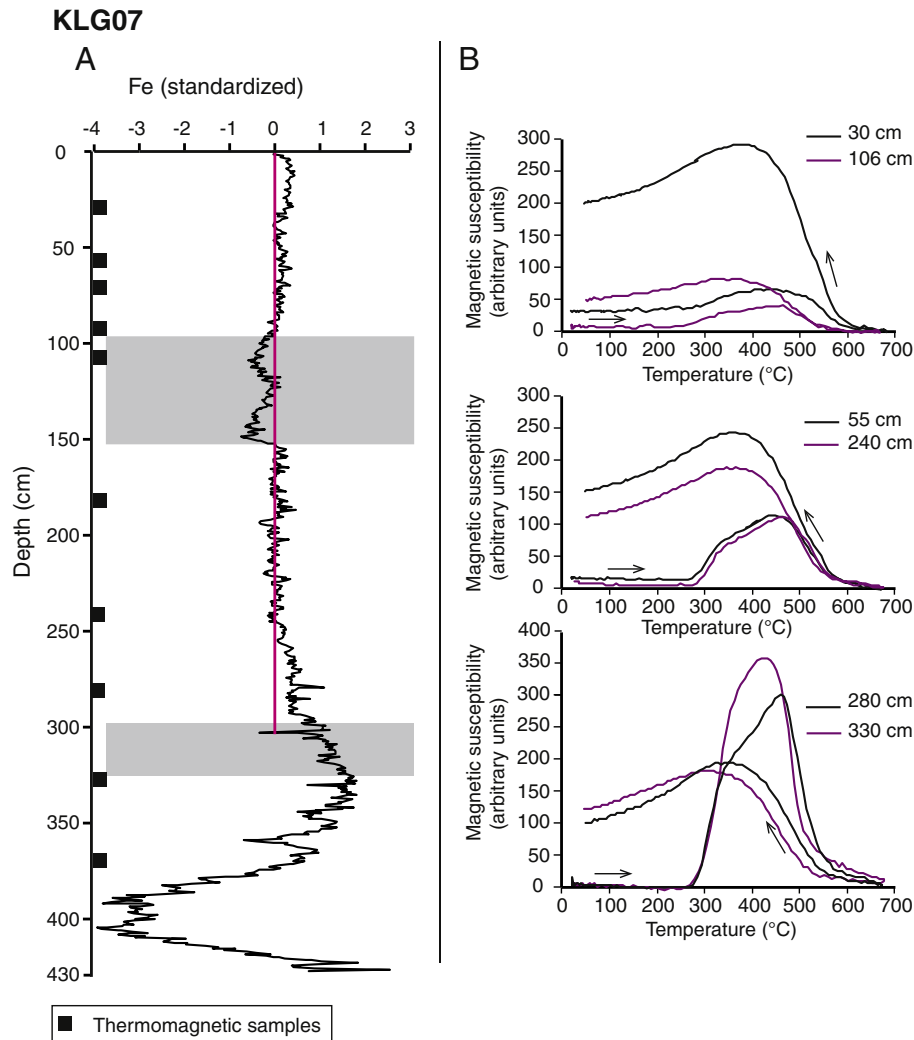 KLG07
A
Fe (standardized)
-4 -3 -2 -1 0 1 2 3
0
50
100
150
200
250
300
350
400
430
Depth (cm)
Thermomagnetic samples
B
Magnetic susceptibility
(arbitrary units)
300
250
200
150
100
50
0
0 100 200 300 400 500 600 700
Temperature (°C)
30 cm
106 cm
Magnetic susceptibility
(arbitrary units)
300
250
200
150
100
50
0
0 100 200 300 400 500 600 700
Temperature (°C)
55 cm
240 cm
Magnetic susceptibility
(arbitrary units)
400
350
300
250
200
150
100
50
0
0 100 200 300 400 500 600 700
Temperature (°C)
280 cm
330 cm